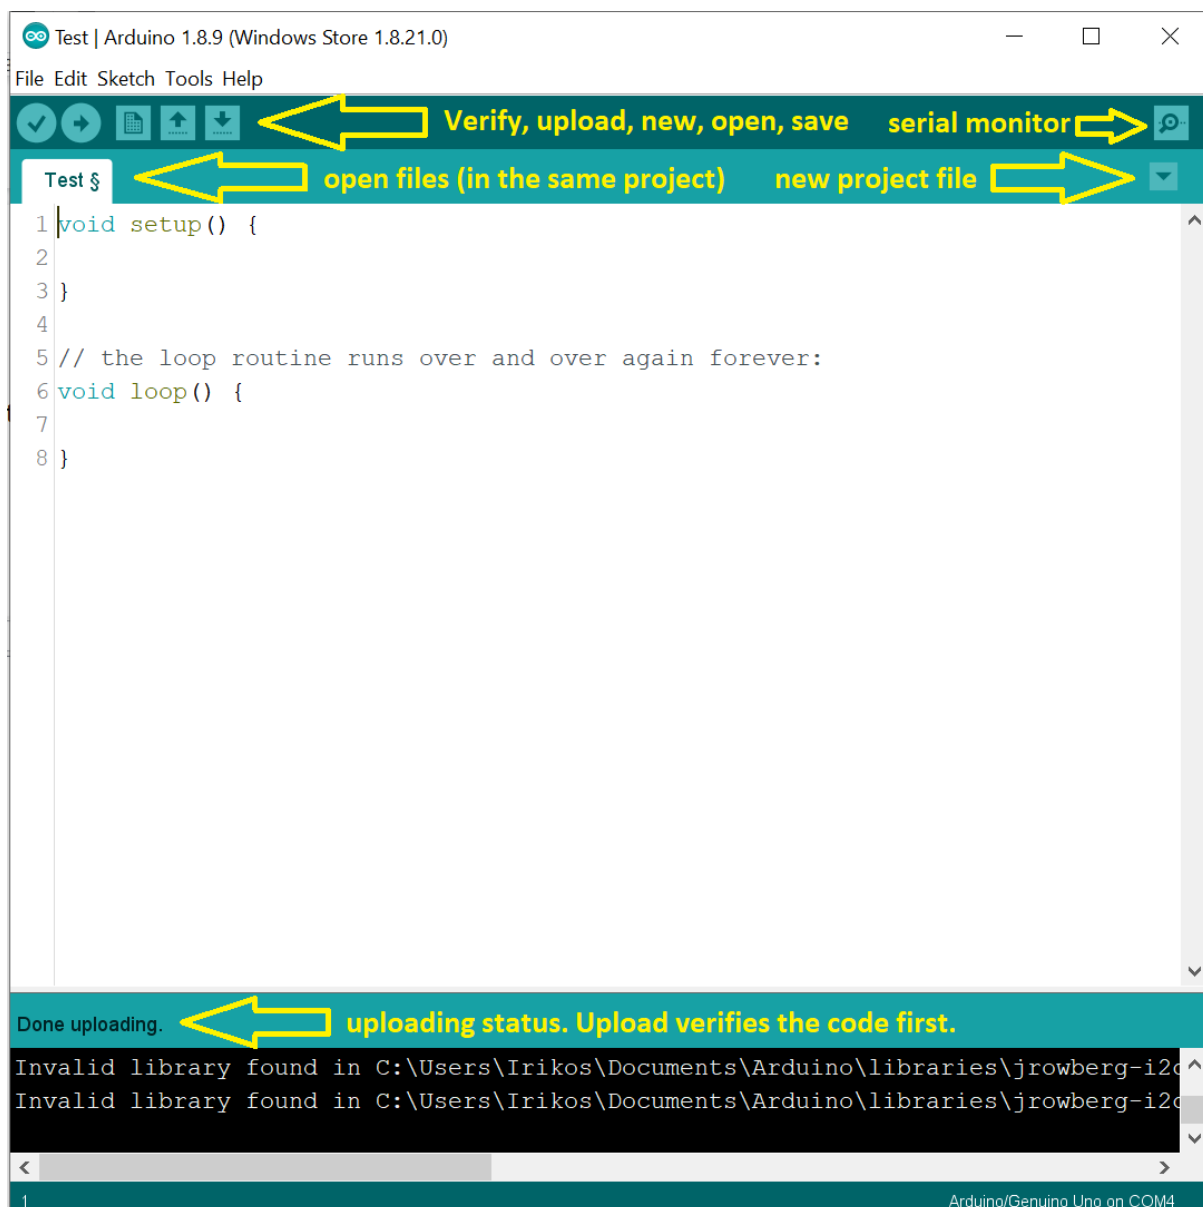 Test | Arduino 1.8.9 (Windows Store 1.8.21.0)
File Edit Sketch Tools Help
Verify, upload, new, open, save serial monitor
Test § open files (in the same project) new project file
1 void setup() {
2
3 }
4
5 // the loop routine runs over and over again forever:
6 void loop() {
7
8 }
Done uploading. uploading status. Upload verifies the code first.
Invalid library found in C:\Users\Irikos\Documents\Arduino\libraries\jrowberg-i2c
Invalid library found in C:\Users\Irikos\Documents\Arduino\libraries\jrowberg-i2c
1 Arduino/Genuino Uno on COM4